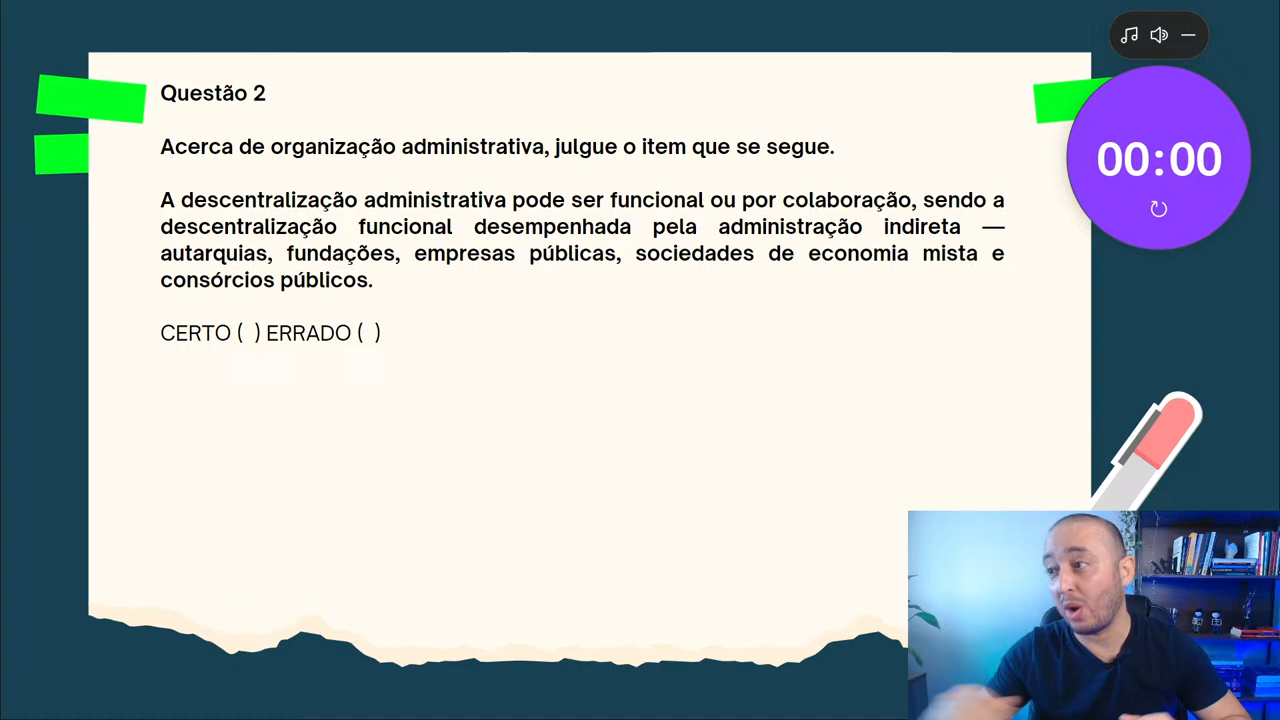 00:00
Questão 2
Acerca de organização administrativa, julgue o item que se segue.
A descentralização administrativa pode ser funcional ou por colaboração, sendo a
descentralização funcional desempenhada pela administração indireta —
autarquias, fundações, empresas públicas, sociedades de economia mista e
consórcios públicos.
CERTO ( ) ERRADO ( )